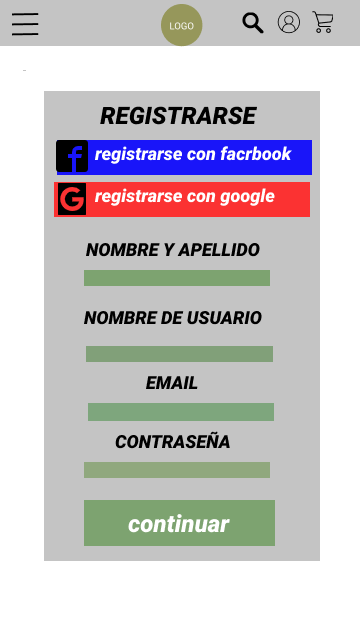 LOGO
REGISTRARSE
registrarse con facrbook
registrarse con google
NOMBRE Y APELLIDO
NOMBRE DE USUARIO
EMAIL
CONTRASEÑA
continuar